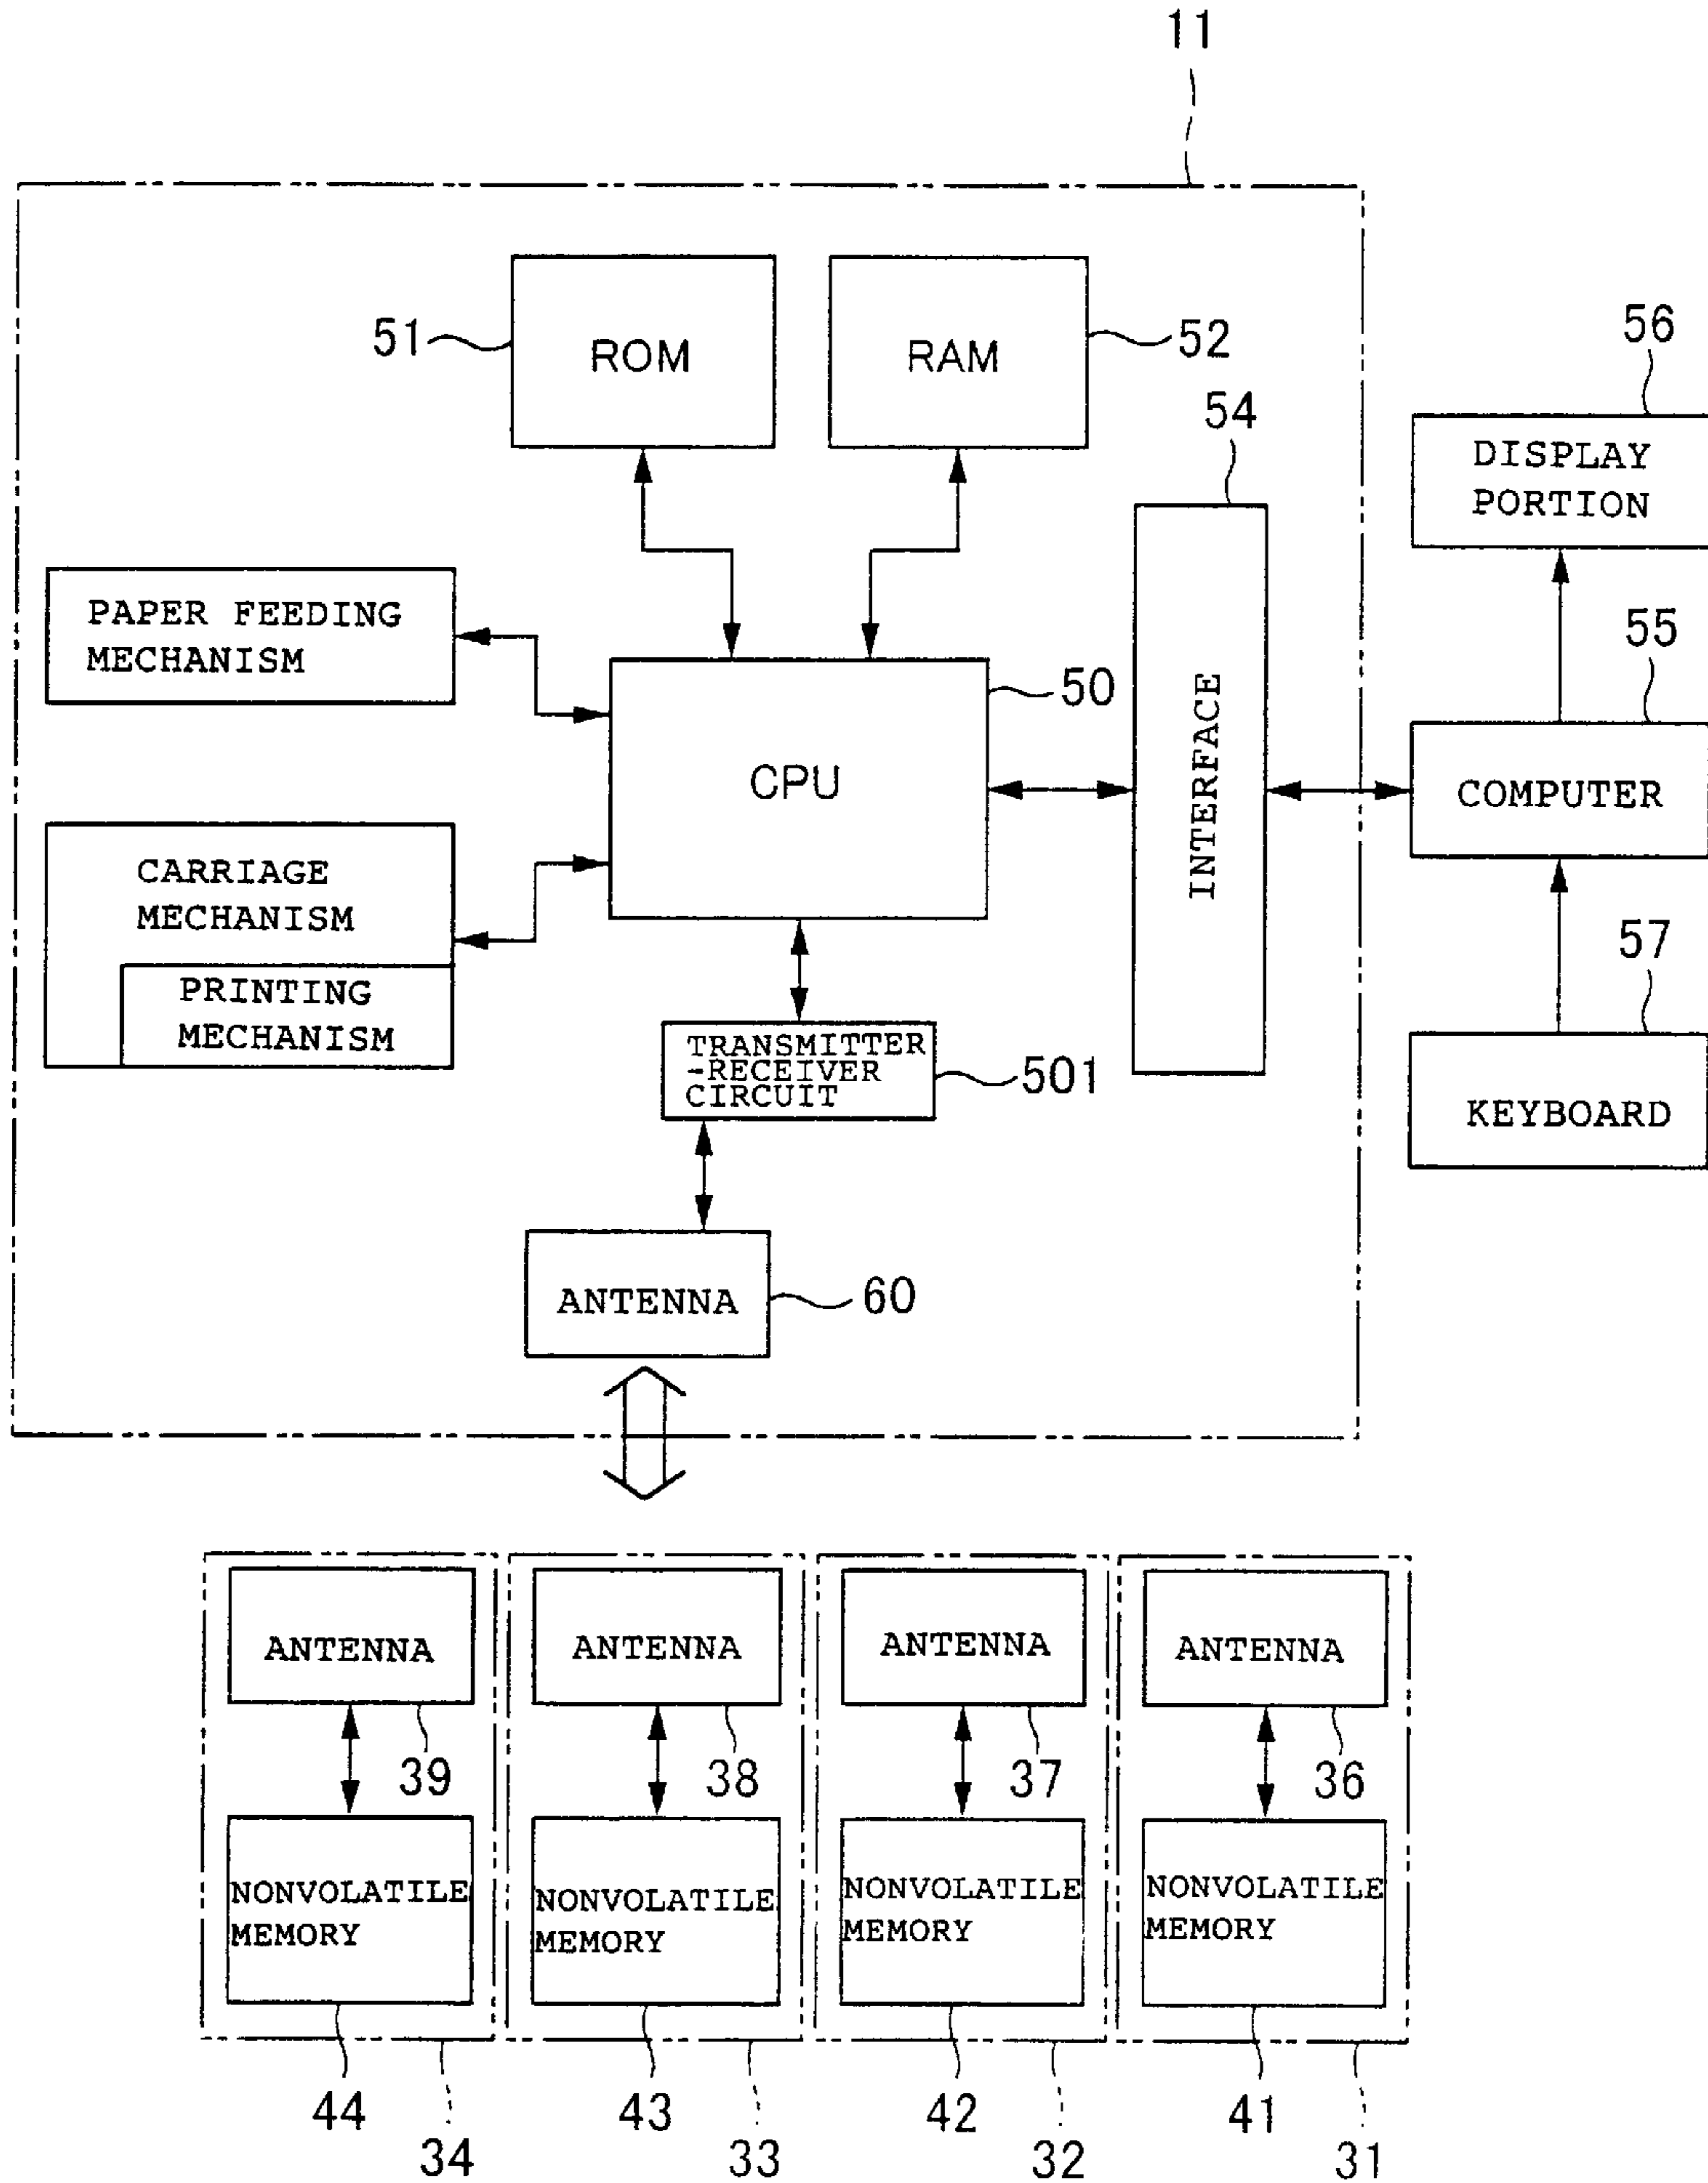 11
51
ROM
RAM
52
54
56
DISPLAY
PORTION
PAPER FEEDING
MECHANISM
50
CPU
INTERFACE
55
COMPUTER
CARRIAGE
MECHANISM
PRINTING
MECHANISM
57
KEYBOARD
TRANSMITTER
-RECEIVER
CIRCUIT
501
ANTENNA
60
ANTENNA
ANTENNA
ANTENNA
ANTENNA
39
38
37
36
NONVOLATILE
MEMORY
NONVOLATILE
MEMORY
NONVOLATILE
MEMORY
NONVOLATILE
MEMORY
44
34
43
33
42
32
41
31